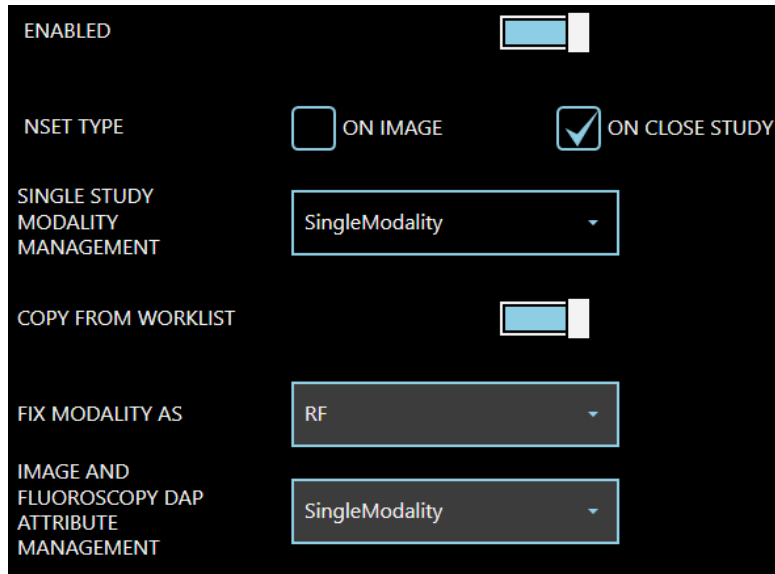 ENABLED
NSET TYPE ON IMAGE ON CLOSE STUDY
SINGLE STUDY
MODALITY
MANAGEMENT
SingleModality
COPY FROM WORKLIST
FIX MODALITY AS RF
IMAGE AND
FLUOROSCOPY DAP
ATTRIBUTE
MANAGEMENT
SingleModality